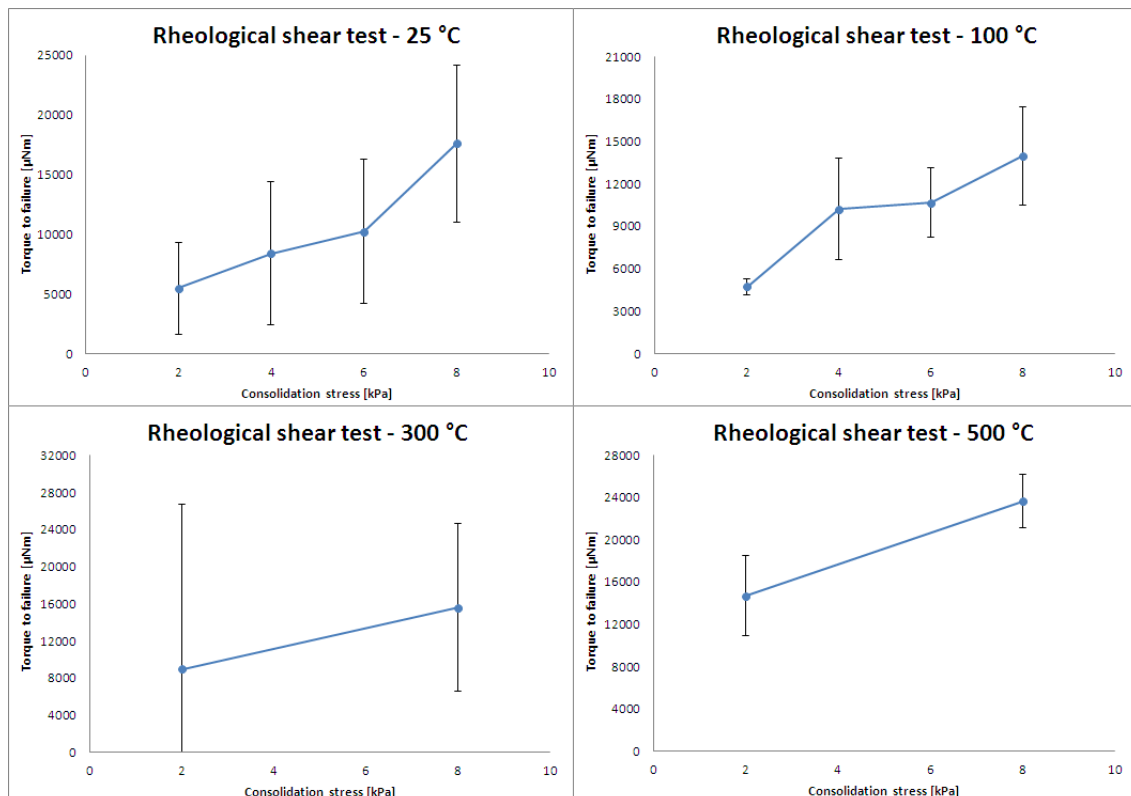 Rheological shear test - 25 °C
25000
20000
15000
10000
5000
0
0 2 4 6 8 10
Torque to failure [µNm]
Consolidation stress [kPa]
Rheological shear test - 100 °C
21000
18000
15000
12000
9000
6000
3000
0
0 2 4 6 8 10
Torque to failure [µNm]
Consolidation stress [kPa]
Rheological shear test - 300 °C
32000
28000
24000
20000
16000
12000
8000
4000
0
0 2 4 6 8 10
Torque to failure [µNm]
Consolidation stress [kPa]
Rheological shear test - 500 °C
28000
24000
20000
16000
12000
8000
4000
0
0 2 4 6 8 10
Torque to failure [µNm]
Consolidation stress [kPa]